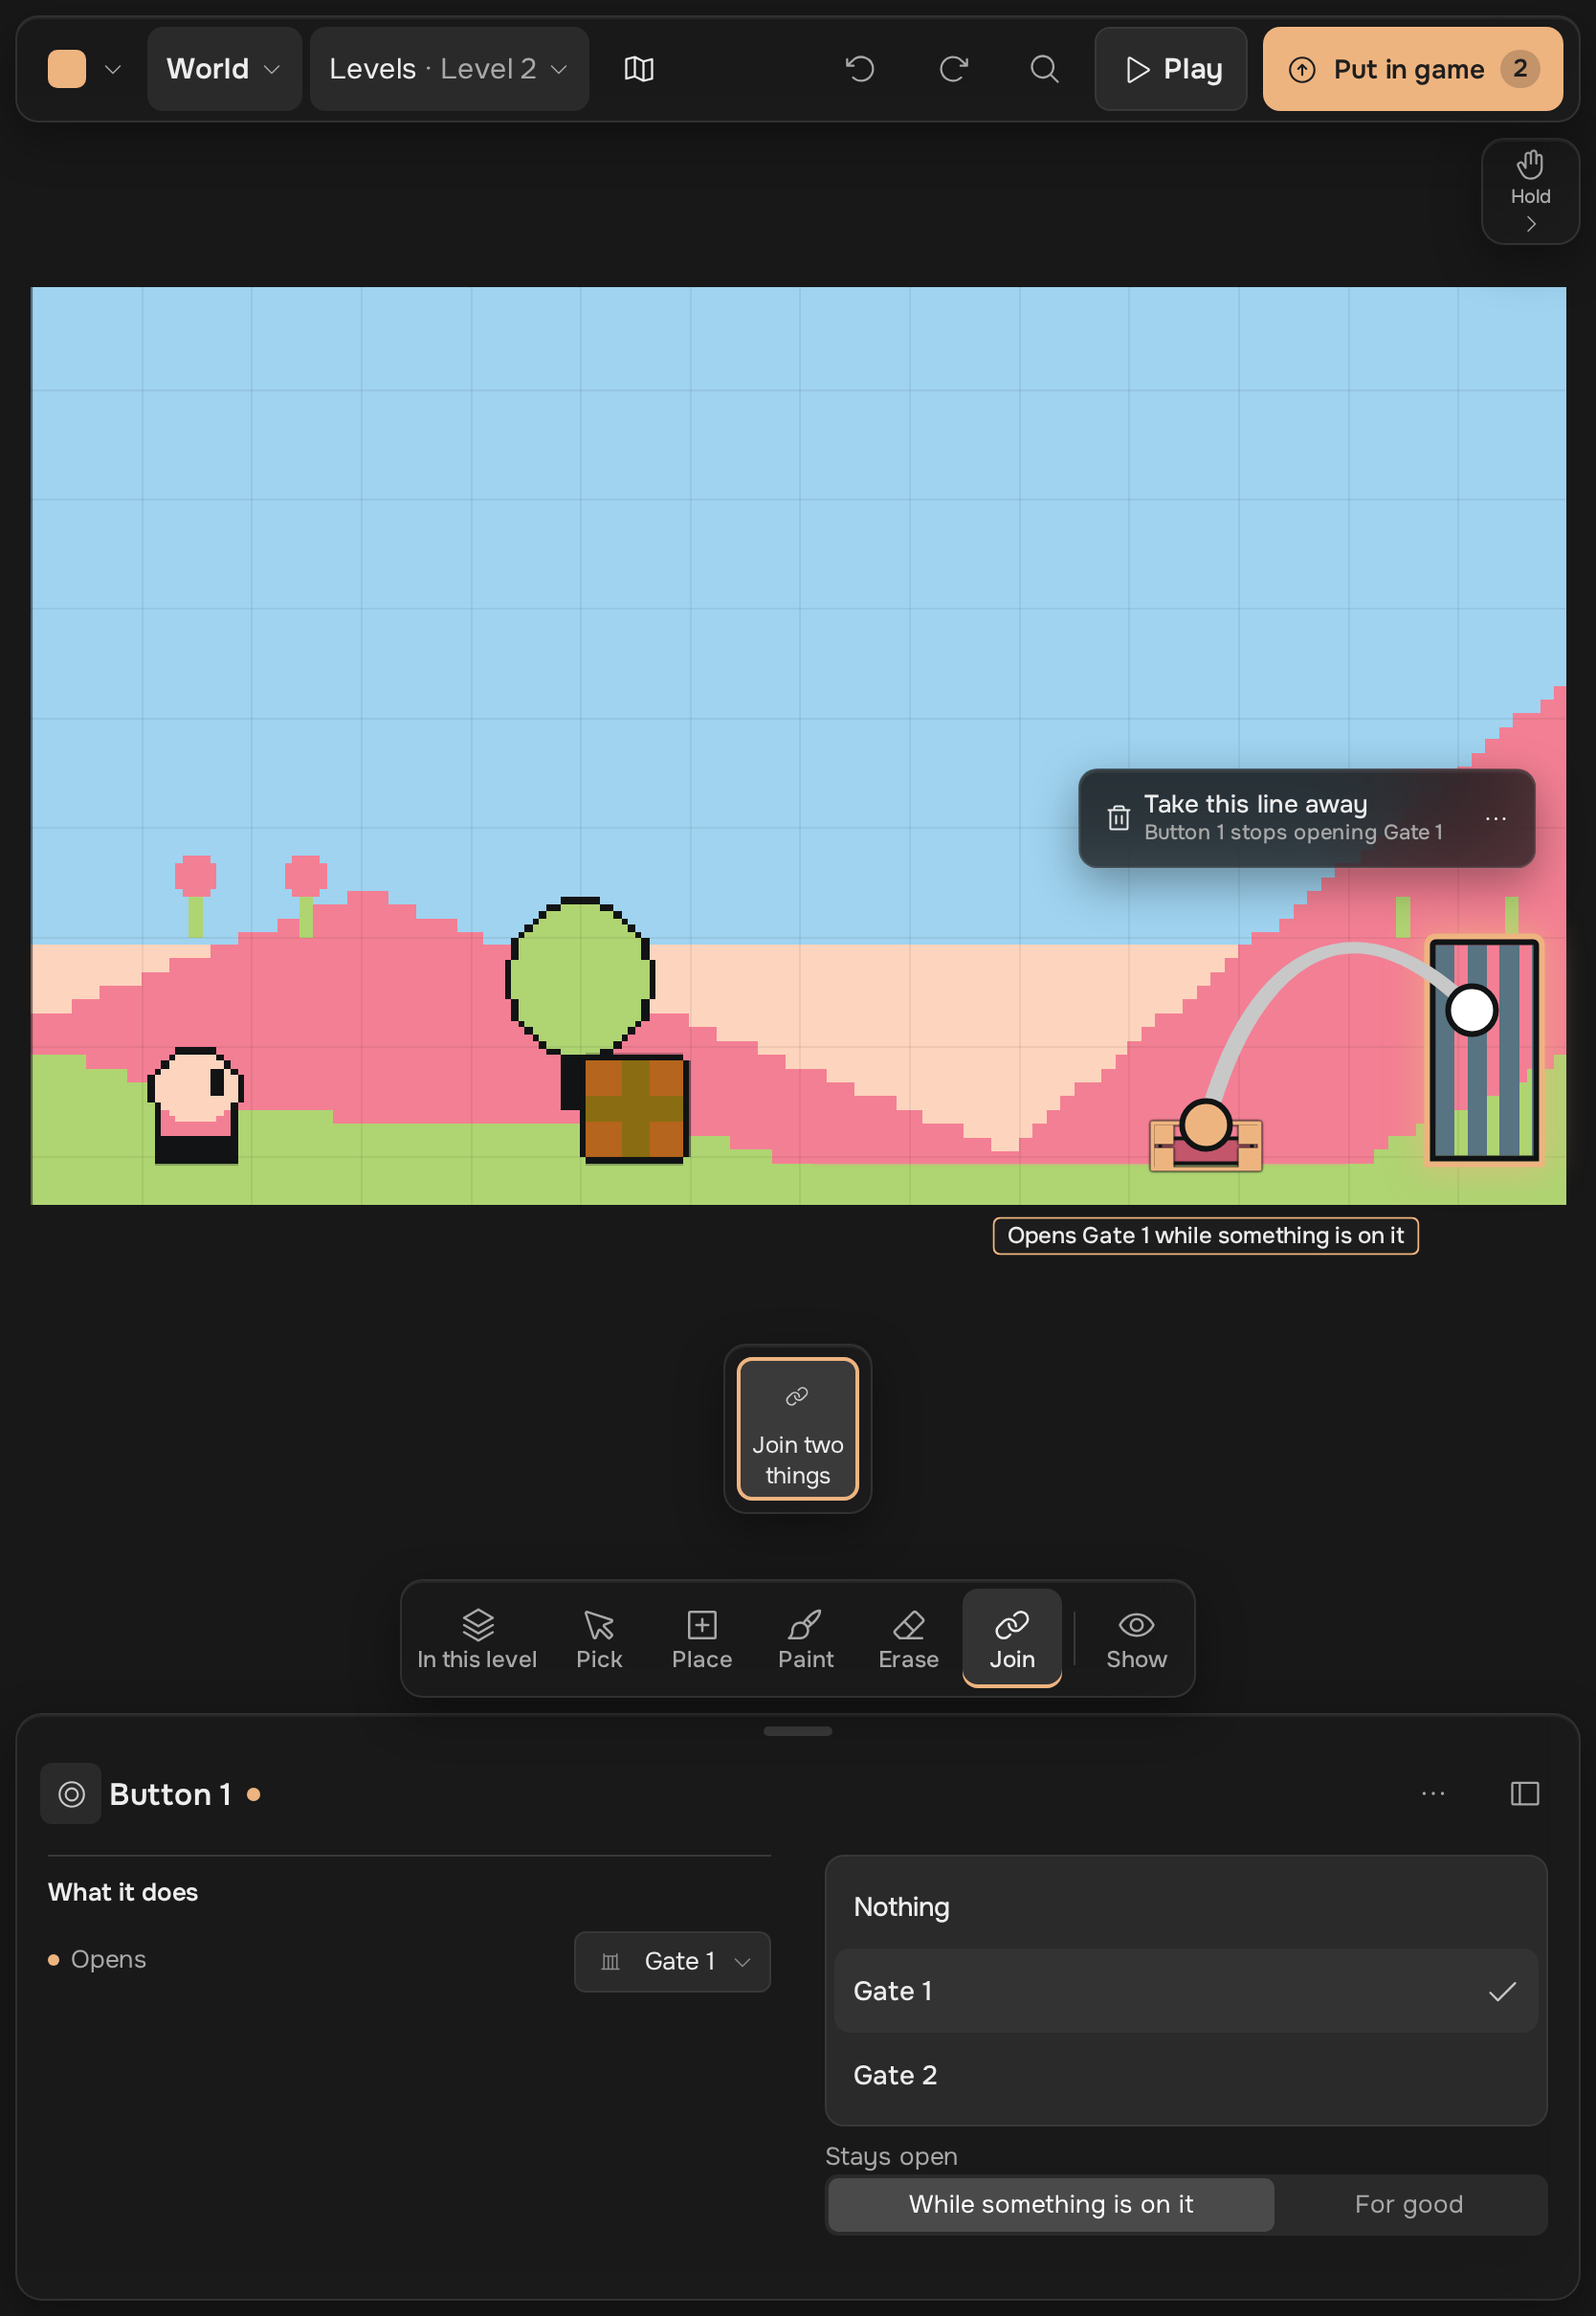 World
Levels · Level 2
Play
Put in game 2
Hold
Take this line away
Button 1 stops opening Gate 1
Opens Gate 1 while something is on it
Join two
things
In this level
Pick
Place
Paint
Erase
Join
Show
Button 1
What it does
Opens
Gate 1
Nothing
Gate 1
Gate 2
Stays open
While something is on it
For good